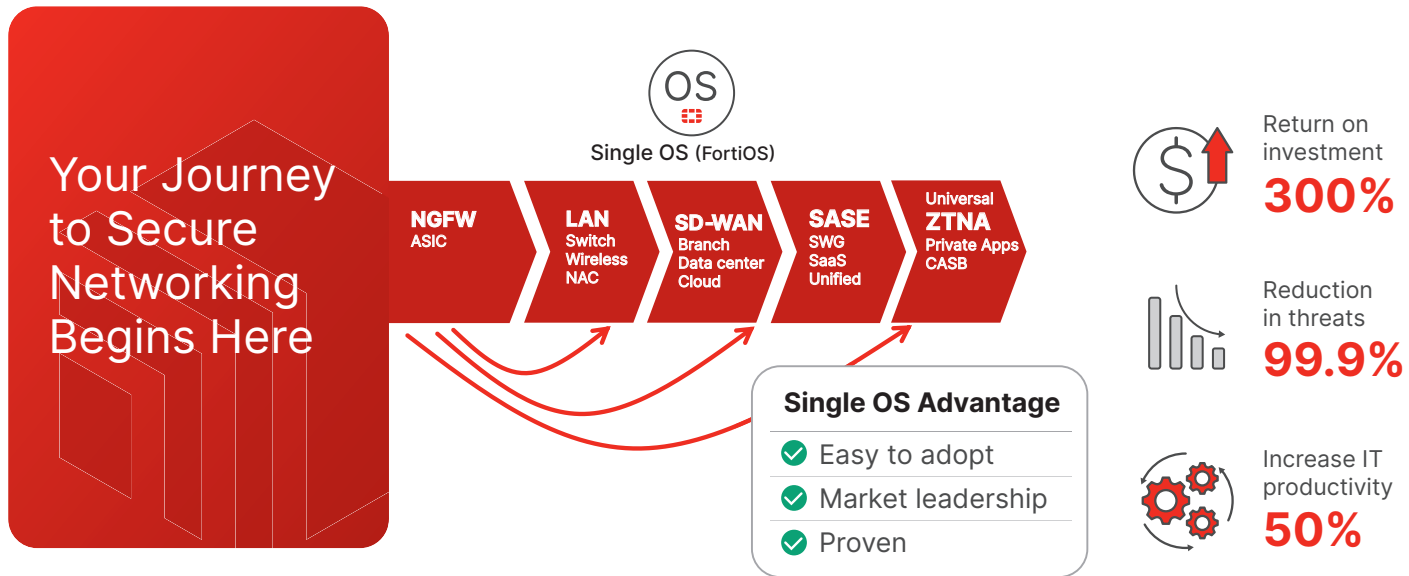 Your Journey
to Secure
Networking
Begins Here
OS
Single OS (FortiOS)
NGFW
ASIC
LAN
Switch
Wireless
NAC
SD-WAN
Branch
Data center
Cloud
SASE
SWG
SaaS
Unified
Universal
ZTNA
Private Apps
CASB
Single OS Advantage
Easy to adopt
Market leadership
Proven
Return on
investment
300%
Reduction
in threats
99.9%
Increase IT
productivity
50%